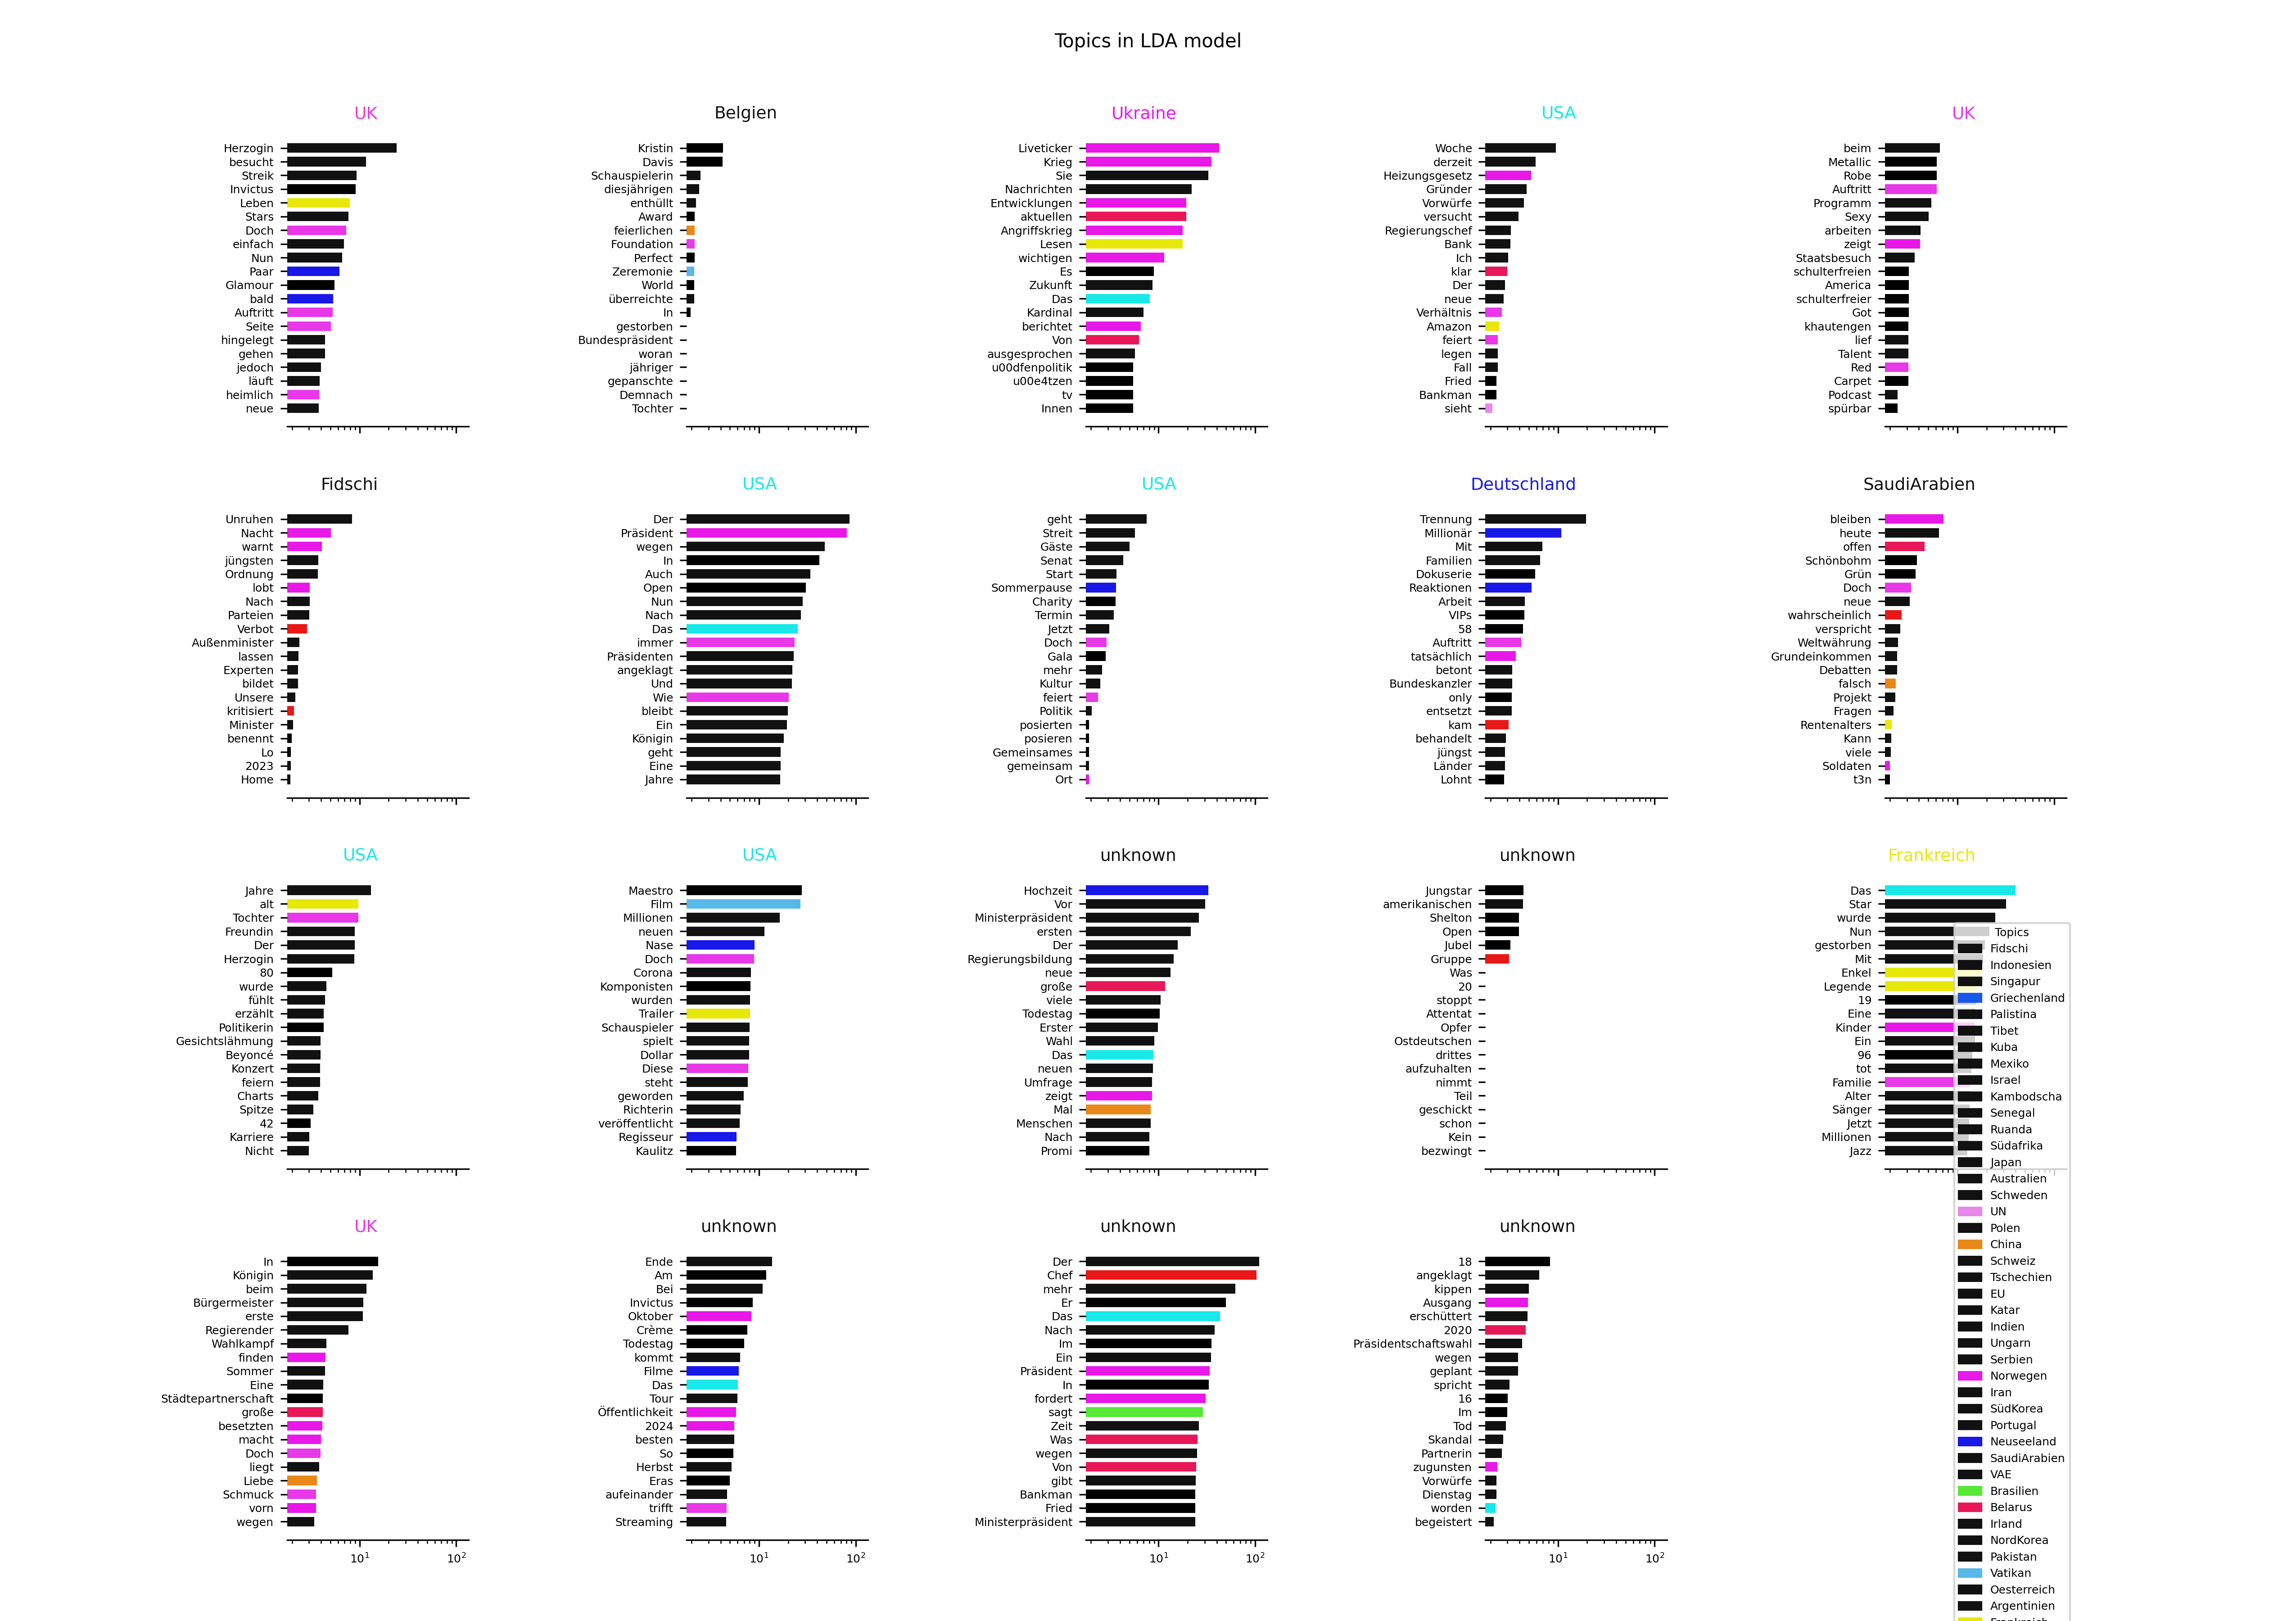 Topics in LDA model
UK
Herzogin
besucht
Streik
Invictus
Leben
Stars
Doch
einfach
Nun
Paar
Glamour
bald
Auftritt
Seite
hingelegt
gehen
jedoch
läuft
heimlich
neue
Belgien
Kristin
Davis
Schauspielerin
diesjährigen
enthüllt
Award
feierlichen
Foundation
Perfect
Zeremonie
World
überreichte
In
gestorben
Bundespräsident
woran
jähriger
gepanschte
Demnach
Tochter
Ukraine
Liveticker
Krieg
Sie
Nachrichten
Entwicklungen
aktuellen
Angriffskrieg
Lesen
wichtigen
Es
Zukunft
Das
Kardinal
berichtet
Von
ausgesprochen
u00dfenpolitik
u00e4tzen
tv
Innen
USA
Woche
derzeit
Heizungsgesetz
Gründer
Vorwürfe
versucht
Regierungschef
Bank
Ich
klar
Der
neue
Verhältnis
Amazon
feiert
legen
Fall
Fried
Bankman
sieht
UK
beim
Metallic
Robe
Auftritt
Programm
Sexy
arbeiten
zeigt
Staatsbesuch
schulterfreien
America
schulterfreier
Got
khautengen
lief
Talent
Red
Carpet
Podcast
spürbar
Fidschi
Unruhen
Nacht
warnt
jüngsten
Ordnung
lobt
Nach
Parteien
Verbot
Außenminister
lassen
Experten
bildet
Unsere
kritisiert
Minister
benennt
Lo
2023
Home
USA
Der
Präsident
wegen
In
Auch
Open
Nun
Nach
Das
immer
Präsidenten
angeklagt
Und
Wie
bleibt
Ein
Königin
geht
Eine
Jahre
USA
geht
Streit
Gäste
Senat
Start
Sommerpause
Charity
Termin
Jetzt
Doch
Gala
mehr
Kultur
feiert
Politik
posierten
posieren
Gemeinsames
gemeinsam
Ort
Deutschland
Trennung
Millionär
Mit
Familien
Dokuserie
Reaktionen
Arbeit
VIPs
58
Auftritt
tatsächlich
betont
Bundeskanzler
only
entsetzt
kam
behandelt
jüngst
Länder
Lohnt
SaudiArabien
bleiben
heute
offen
Schönbohm
Grün
Doch
neue
wahrscheinlich
verspricht
Weltwährung
Grundeinkommen
Debatten
falsch
Projekt
Fragen
Rentenalters
Kann
viele
Soldaten
t3n
USA
Jahre
alt
Tochter
Freundin
Der
Herzogin
80
wurde
fühlt
erzählt
Politikerin
Gesichtslähmung
Beyoncé
Konzert
feiern
Charts
Spitze
42
Karriere
Nicht
USA
Maestro
Film
Millionen
neuen
Nase
Doch
Corona
Komponisten
wurden
Trailer
Schauspieler
spielt
Dollar
Diese
steht
geworden
Richterin
veröffentlicht
Regisseur
Kaulitz
unknown
Hochzeit
Vor
Ministerpräsident
ersten
Der
Regierungsbildung
neue
große
viele
Todestag
Erster
Wahl
Das
neuen
Umfrage
zeigt
Mal
Menschen
Nach
Promi
unknown
Jungstar
amerikanischen
Shelton
Open
Jubel
Gruppe
Was
20
stoppt
Attentat
Opfer
Ostdeutschen
drittes
aufzuhalten
nimmt
Teil
geschickt
schon
Kein
bezwingt
Frankreich
Das
Star
wurde
Nun
gestorben
Mit
Enkel
Legende
19
Eine
Kinder
Ein
96
tot
Familie
Alter
Sänger
Jetzt
Millionen
Jazz
UK
In
Königin
beim
Bürgermeister
erste
Regierender
Wahlkampf
finden
Sommer
Eine
Städtepartnerschaft
große
besetzten
macht
Doch
liegt
Liebe
Schmuck
vorn
wegen
10¹ 10²
unknown
Ende
Am
Bei
Invictus
Oktober
Crème
Todestag
kommt
Filme
Das
Tour
Öffentlichkeit
2024
besten
So
Herbst
Eras
aufeinander
trifft
Streaming
10¹ 10²
unknown
Der
Chef
mehr
Er
Das
Nach
Im
Ein
Präsident
In
fordert
sagt
Zeit
Was
wegen
Von
gibt
Bankman
Fried
Ministerpräsident
10¹ 10²
unknown
18
angeklagt
kippen
Ausgang
erschüttert
2020
Präsidentschaftswahl
wegen
geplant
spricht
16
Im
Tod
Skandal
Partnerin
zugunsten
Vorwürfe
Dienstag
worden
begeistert
10¹ 10²
Topics
Fidschi
Indonesien
Singapur
Griechenland
Palistina
Tibet
Kuba
Mexiko
Israel
Kambodscha
Senegal
Ruanda
Südafrika
Japan
Australien
Schweden
UN
Polen
China
Schweiz
Tschechien
EU
Katar
Indien
Ungarn
Serbien
Norwegen
Iran
SüdKorea
Portugal
Neuseeland
SaudiArabien
VAE
Brasilien
Belarus
Irland
NordKorea
Pakistan
Vatikan
Oesterreich
Argentinien
Frankreich